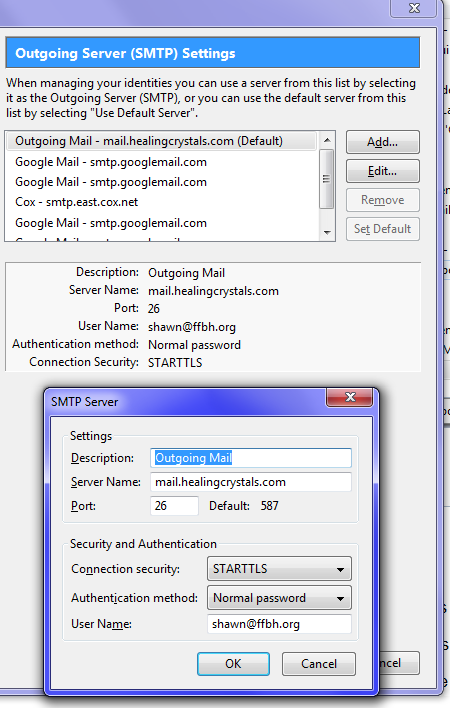 Outgoing Server (SMTP) Settings
When managing your identities you can use a server from this list by selecting
it as the Outgoing Server (SMTP), or you can use the default server from this
list by selecting "Use Default Server".
Outgoing Mail - mail.healingcrystals.com (Default)
Google Mail - smtp.googlemail.com
Google Mail - smtp.googlemail.com
Cox - smtp.east.cox.net
Google Mail - smtp.googlemail.com
Google Mail - smtp.googlemail.com
Add...
Edit...
Remove
Set Default
Description: Outgoing Mail
Server Name: mail.healingcrystals.com
Port: 26
User Name: shawn@ffbh.org
Authentication method: Normal password
Connection Security: STARTTLS
SMTP Server
Settings
Description: Outgoing Mail
Server Name: mail.healingcrystals.com
Port: 26 Default: 587
Security and Authentication
Connection security: STARTTLS
Authentication method: Normal password
User Name: shawn@ffbh.org
OK Cancel
ncel